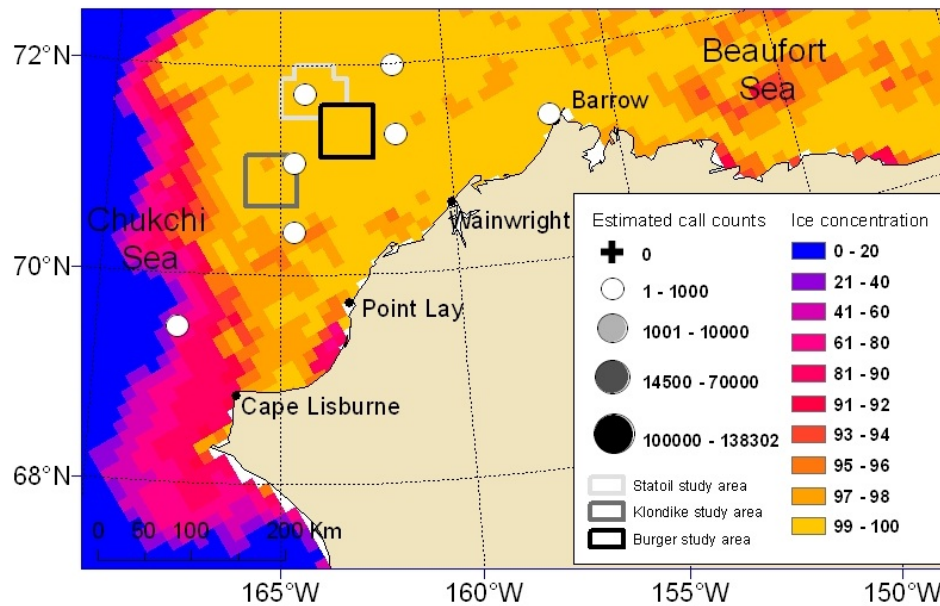 72°N
70°N
68°N
Beaufort
Sea
Barrow
Chukchi
Sea
Wainwright
Point Lay
Cape Lisburne
0 50 100 200 Km
165°W
160°W
155°W
150°W
Estimated call counts
0
1 - 1000
1001 - 10000
14500 - 70000
100000 - 138302
Statoil study area
Klondike study area
Burger study area
Ice concentration
0 - 20
21 - 40
41 - 60
61 - 80
81 - 90
91 - 92
93 - 94
95 - 96
97 - 98
99 - 100